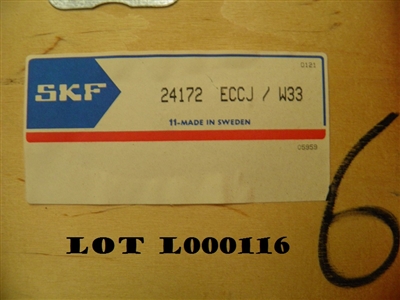 0121
SKF
24172 ECCJ / W33
11-MADE IN SWEDEN
05959
6
LOT L000116